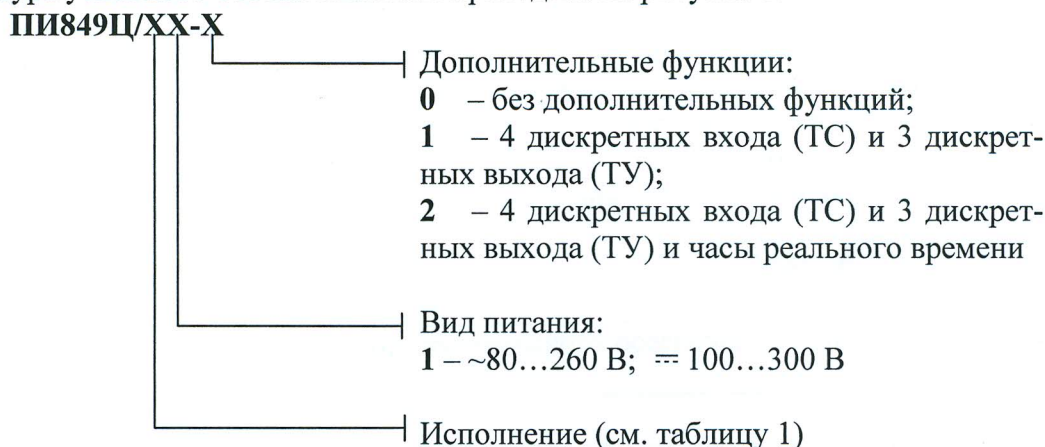 ПИ849Ц/ХХ-Х
Дополнительные функции:
0 – без дополнительных функций;
1 – 4 дискретных входа (ТС) и 3 дискрет-
ных выхода (ТУ);
2 – 4 дискретных входа (ТС) и 3 дискрет-
ных выхода (ТУ) и часы реального времени
Вид питания:
1 – ~80…260 В; ⎓ 100…300 В
Исполнение (см. таблицу 1)